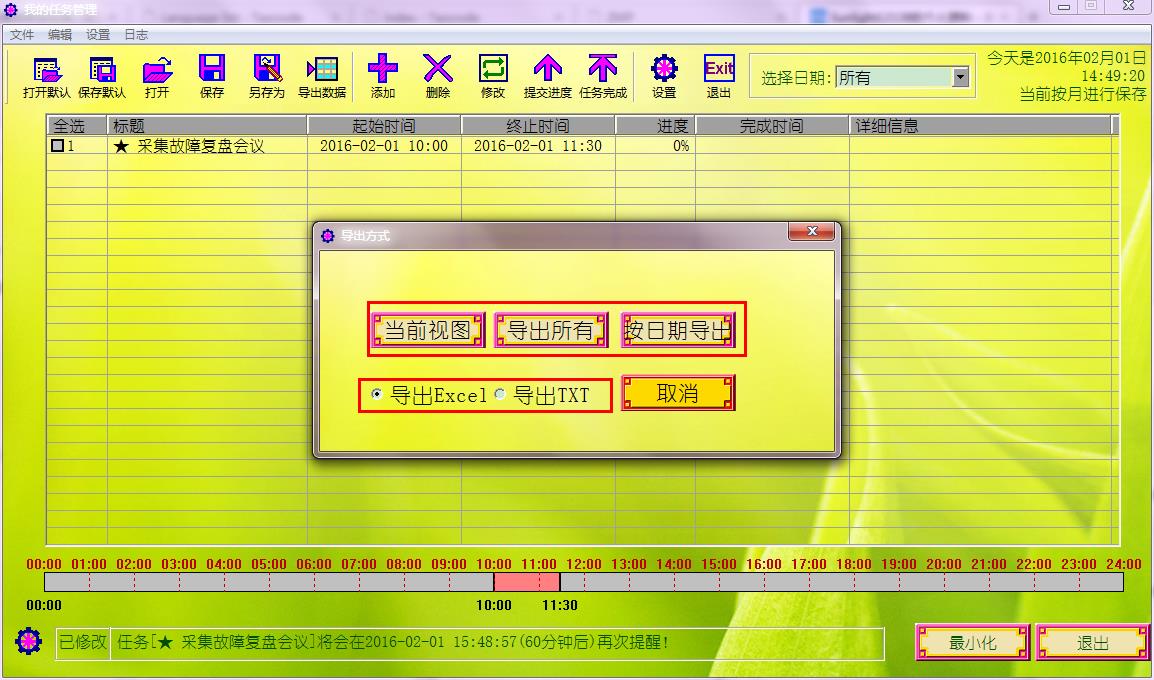 我的任务管理
文件 编辑 设置 日志
打开默认 保存默认 打开 保存 另存为 导出数据 添加 删除 修改 提交进度 任务完成 设置 Exit 退出
选择日期: 所有
今天是2016年02月01日
14:49:20
当前按月进行保存
全选 标题 起始时间 终止时间 进度 完成时间 详细信息
1 ★ 采集故障复盘会议 2016-02-01 10:00 2016-02-01 11:30 0%
导出方式
当前视图 导出所有 按日期导出
导出Excel 导出TXT 取消
00:00 01:00 02:00 03:00 04:00 05:00 06:00 07:00 08:00 09:00 10:00 11:00 12:00 13:00 14:00 15:00 16:00 17:00 18:00 19:00 20:00 21:00 22:00 23:00 24:00
00:00 10:00 11:30
已修改 任务[★ 采集故障复盘会议]将会在2016-02-01 15:48:57(60分钟后)再次提醒!
最小化 退出